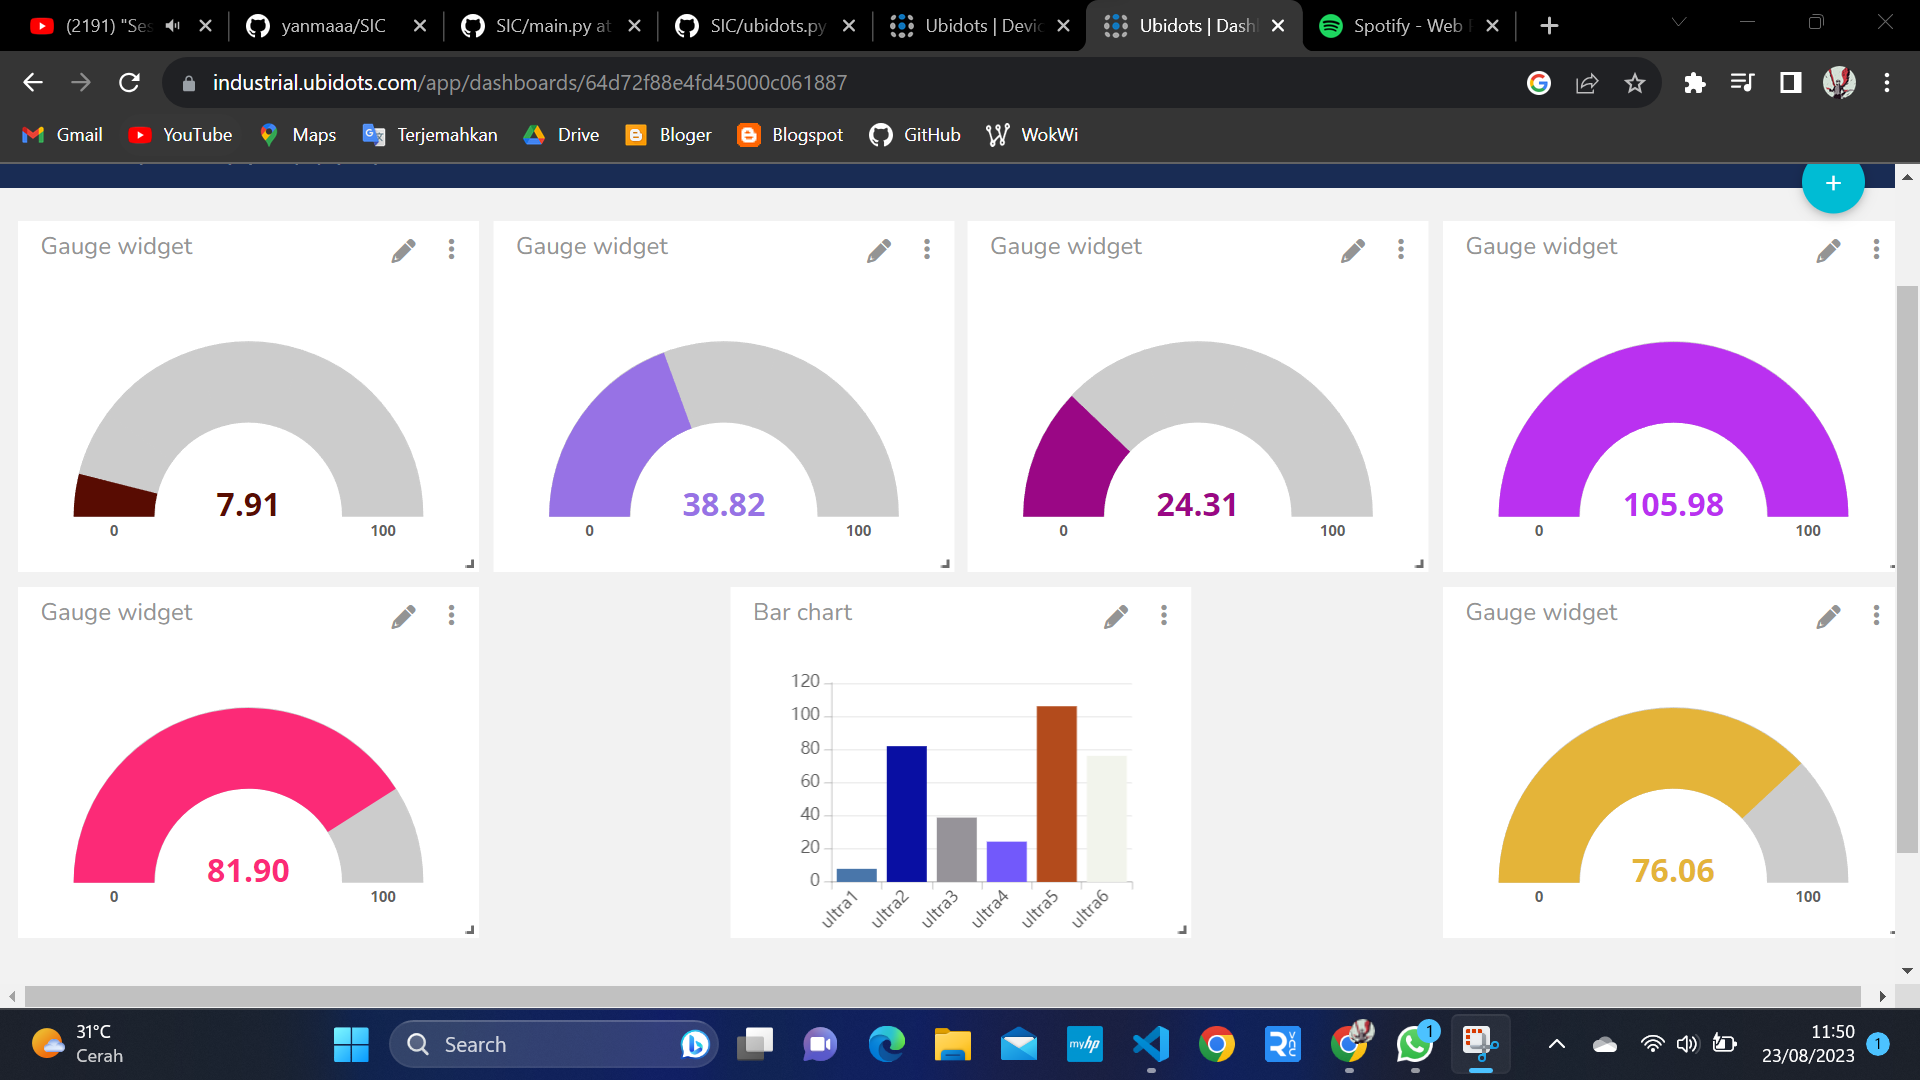 (2191) "Ses
yanmaaa/SIC
SIC/main.py at
SIC/ubidots.py
Ubidots | Devic
Ubidots | Dash
Spotify - Web
industrial.ubidots.com/app/dashboards/64d72f88e4fd45000c061887
Gmail
YouTube
Maps
Terjemahkan
Drive
Bloger
Blogspot
GitHub
WokWi
Gauge widget
Gauge widget
Gauge widget
Gauge widget
7.91
38.82
24.31
105.98
0 100
0 100
0 100
0 100
Gauge widget
Bar chart
Gauge widget
81.90
0 100
120
100
80
60
40
20
0
ultra1
ultra2
ultra3
ultra4
ultra5
ultra6
76.06
0 100
31°C
Cerah
Search
myhp
VNC
1
11:50
23/08/2023
1